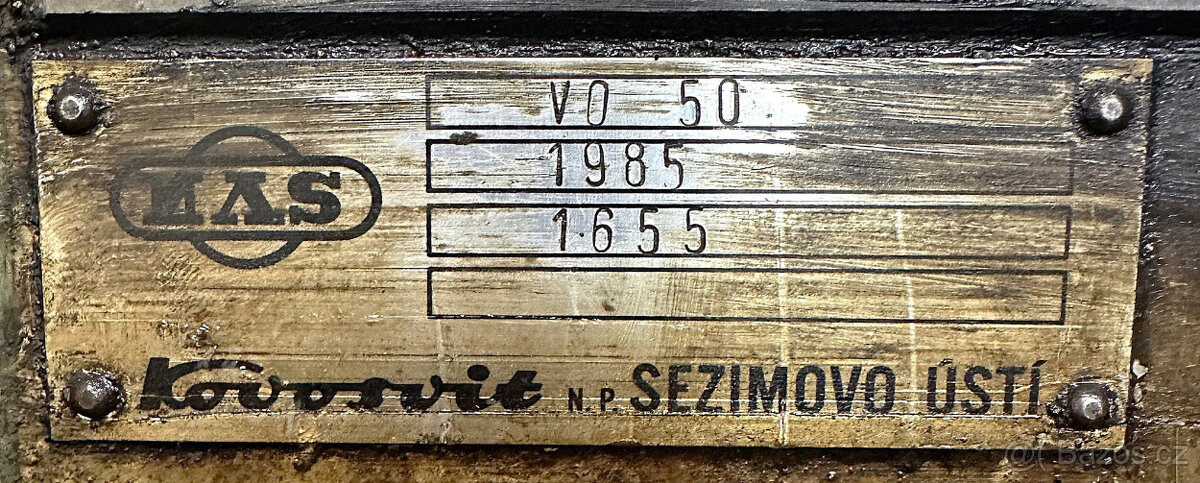 VO 50
MAS
1985
1655
Kovosvit N.P. SEZIMOVO ÚSTÍ
Bazos.cz